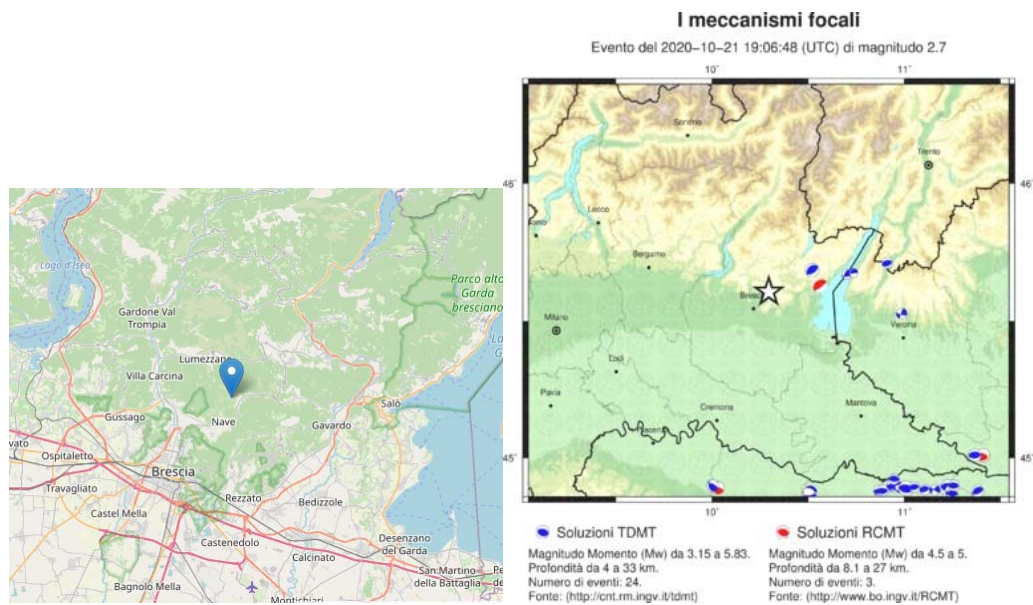 I meccanismi focali
Evento del 2020-10-21 19:06:48 (UTC) di magnitudo 2.7
10°
11°
Sondrio
Trento
46°
46°
Lecco
Bergamo
Bresci
Milano
Verona
Lodi
Pavia
Cremona
Mantova
45°
45°
10°
11°
Soluzioni TDMT
Magnitudo Momento (Mw) da 3.15 a 5.83.
Profondità da 4 a 33 km.
Numero di eventi: 24.
Fonte: (http://cnt.rm.ingv.it/tdmt)
Soluzioni RCMT
Magnitudo Momento (Mw) da 4.5 a 5.
Profondità da 8.1 a 27 km.
Numero di eventi: 3.
Fonte: (http://www.bo.ingv.it/RCMT)
Lago d'Iseo
Parco alto
Garda
bresciano
Gardone Val
Trompia
Lumezzane
Villa Carcina
Salò
Gussago
Nave
Gavardo
Ospitaletto
Brescia
Travagliato
Rezzato
Bedizzole
Castel Mella
Castenedolo
Desenzano
del Garda
Calcinato
San Martino
della Battaglia
Bagnolo Mella
Montichiari